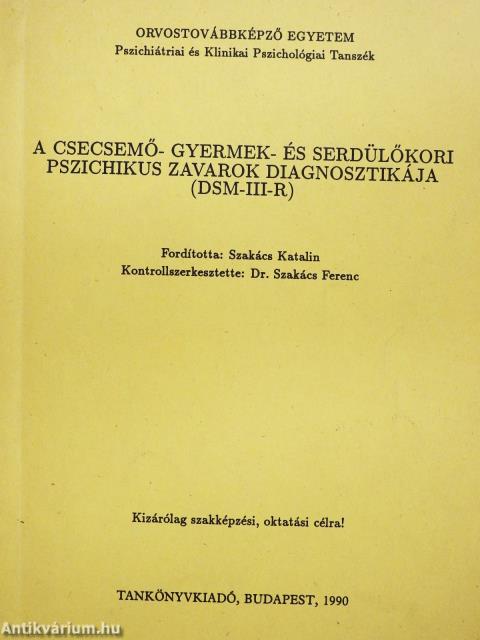 ORVOSTOVÁBBKÉPZŐ EGYETEM
Pszichiátriai és Klinikai Pszichológiai Tanszék
A CSECSEMŐ- GYERMEK- ÉS SERDÜLŐKORI
PSZICHIKUS ZAVAROK DIAGNOSZTIKÁJA
(DSM-III-R)
Fordította: Szakács Katalin
Kontrollszerkesztette: Dr. Szakács Ferenc
Kizárólag szakképzési, oktatási célra!
TANKÖNYVKIADÓ, BUDAPEST, 1990
Antikvárium.hu